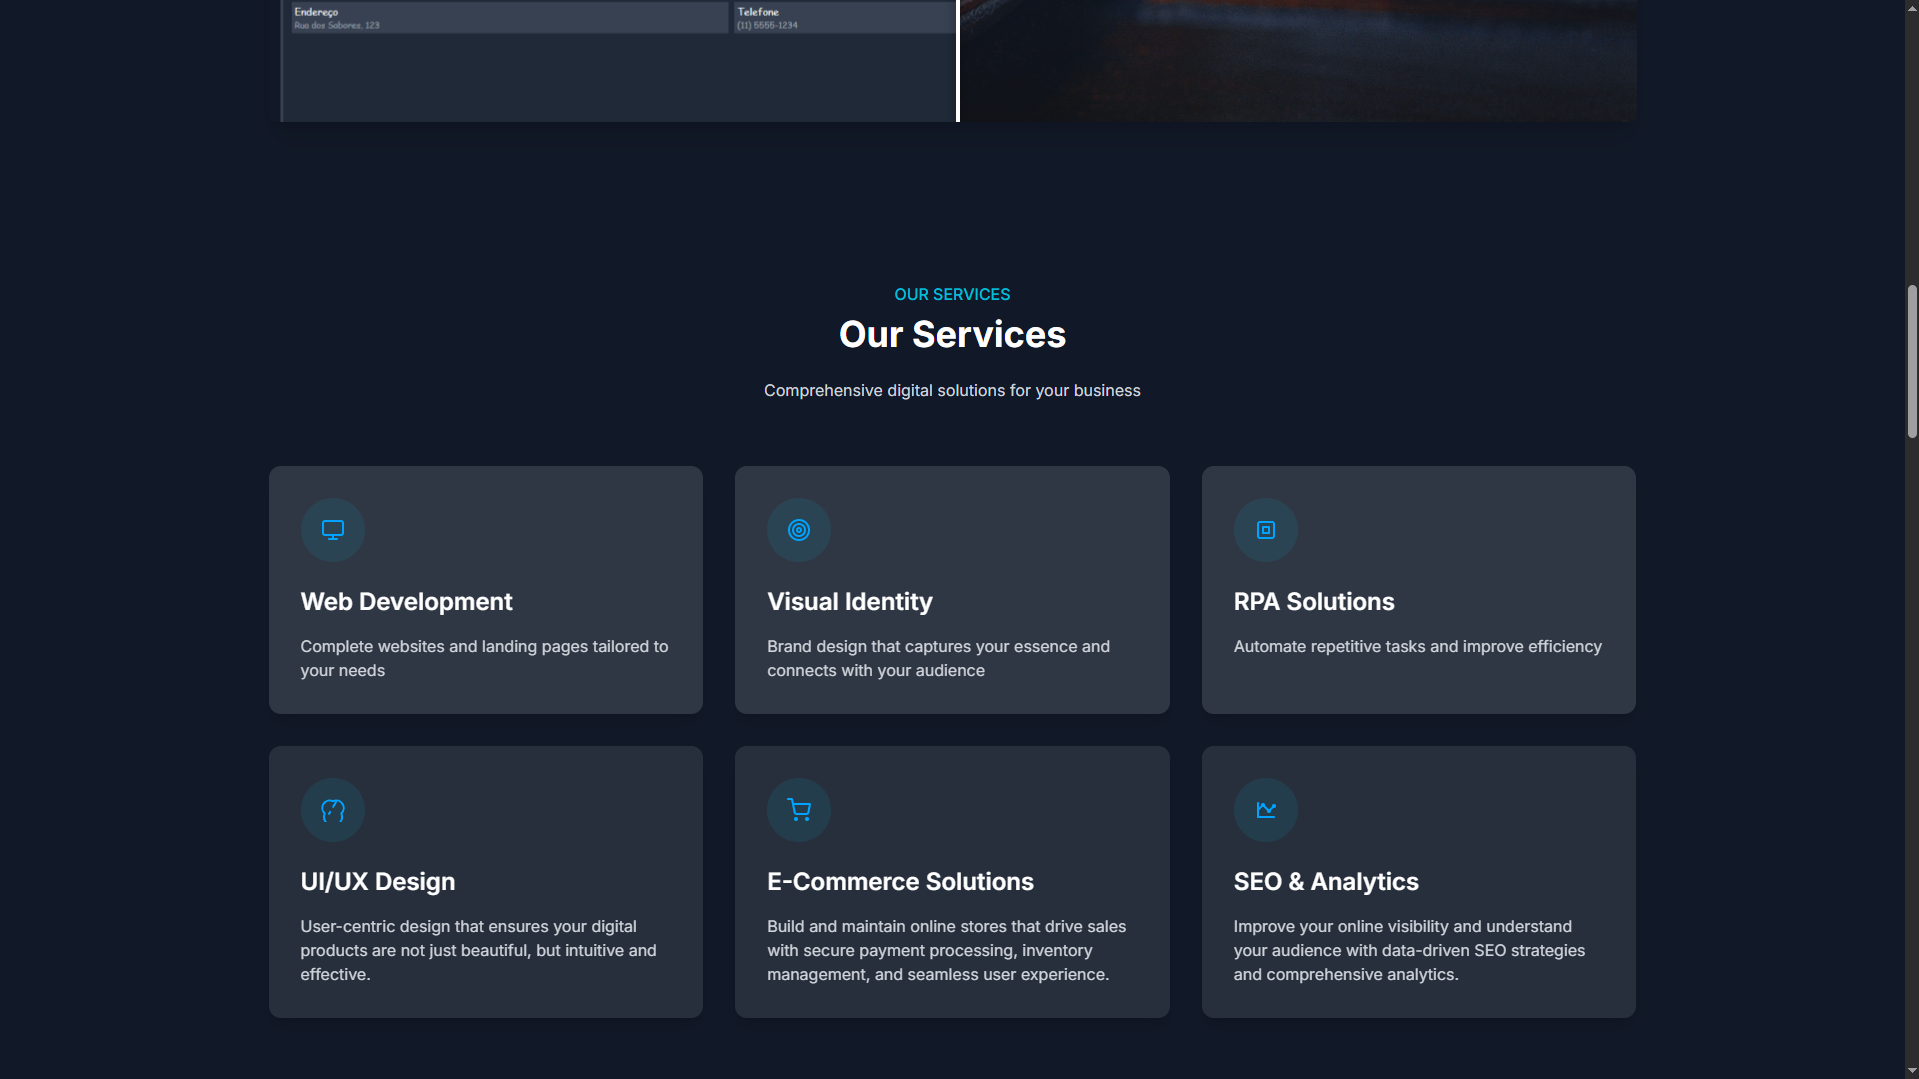 Endereço
Rua dos Sabores, 123
Telefone
(11) 5555-1234
OUR SERVICES
Our Services
Comprehensive digital solutions for your business
Web Development
Complete websites and landing pages tailored to
your needs
Visual Identity
Brand design that captures your essence and
connects with your audience
RPA Solutions
Automate repetitive tasks and improve efficiency
UI/UX Design
User-centric design that ensures your digital
products are not just beautiful, but intuitive and
effective.
E-Commerce Solutions
Build and maintain online stores that drive sales
with secure payment processing, inventory
management, and seamless user experience.
SEO & Analytics
Improve your online visibility and understand
your audience with data-driven SEO strategies
and comprehensive analytics.